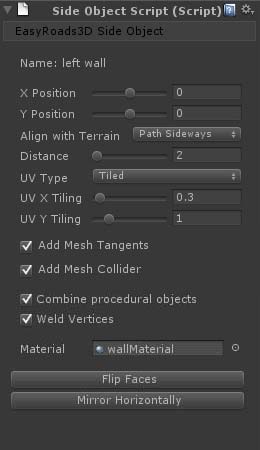 Side Object Script (Script)
EasyRoads3D Side Object
Name: left wall
X Position 0
Y Position 0
Align with Terrain Path Sideways
Distance 2
UV Type Tiled
UV X Tiling 0.3
UV Y Tiling 1
Add Mesh Tangents
Add Mesh Collider
Combine procedural objects
Weld Vertices
Material wallMaterial
Flip Faces
Mirror Horizontally